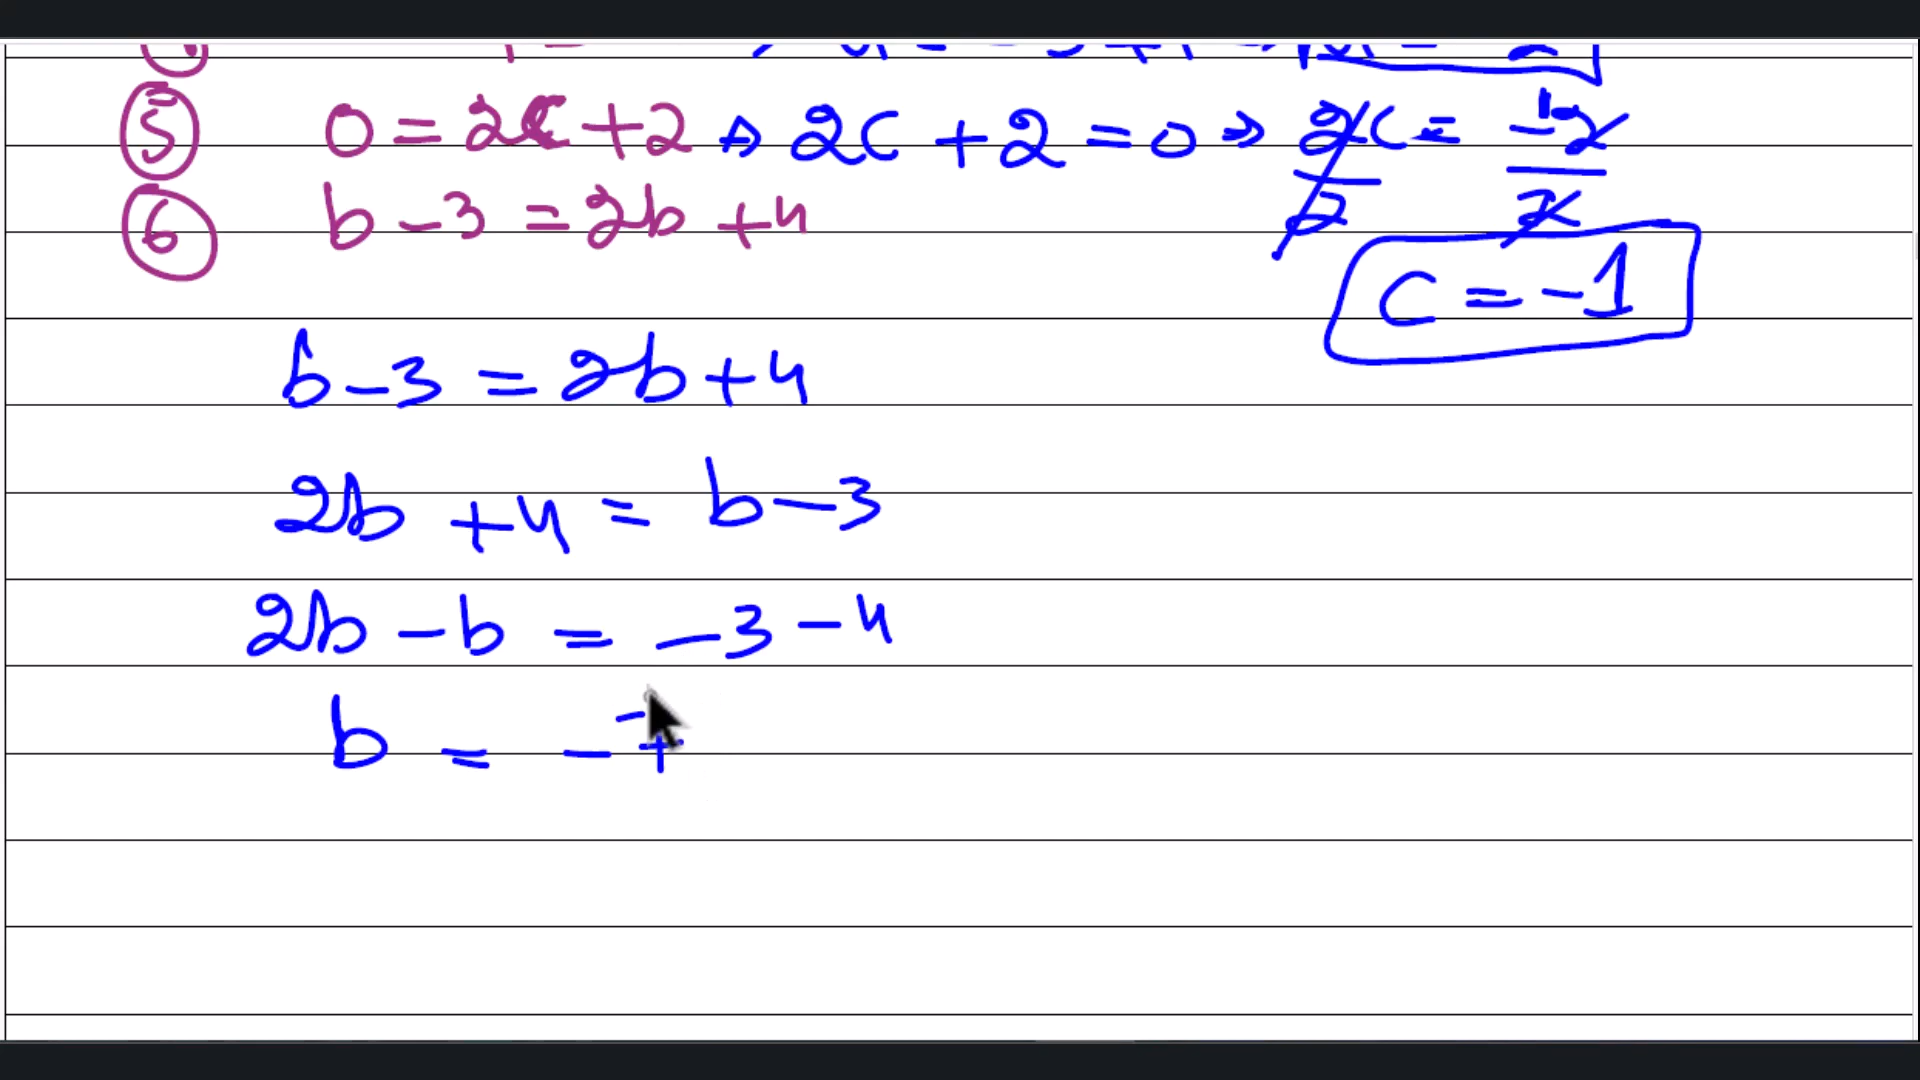 ⑤ 0 = 2c + 2 ⇒ 2c + 2 = 0 ⇒ 2c/2 = -2/2
⑥ b - 3 = 2b + 4
c = -1
b - 3 = 2b + 4
2b + 4 = b - 3
2b - b = -3 - 4
b = -7